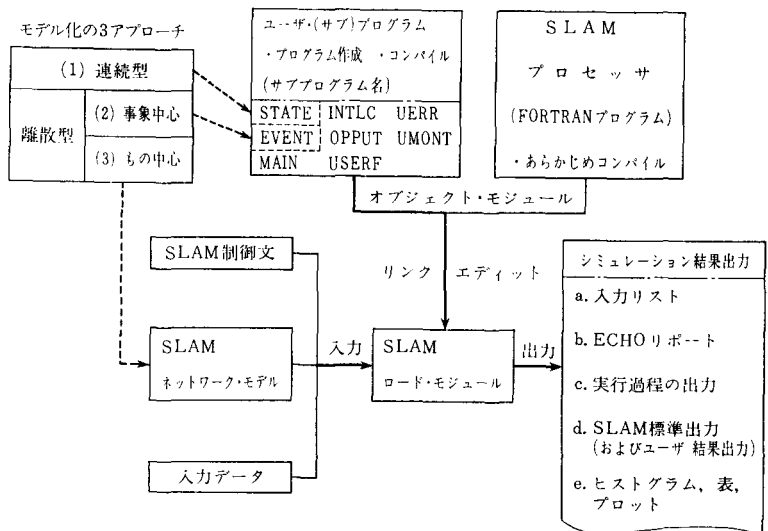 モデル化の3アプローチ
(1) 連続型
離散型
(2) 事象中心
(3) もの中心
ユーザ・(サブ)プログラム
・プログラム作成 ・コンパイル
(サブプログラム名)
STATE INTLC UERR
EVENT OPPUT UMONT
MAIN USERF
SLAM
プロセッサ
(FORTRANプログラム)
・あらかじめコンパイル
オブジェクト・モジュール
リンク エディット
SLAM制御文
SLAM
ネットワーク・モデル
入力データ
入力
SLAM
ロード・モジュール
出力
シミュレーション結果出力
a. 入力リスト
b. ECHOリポート
c. 実行過程の出力
d. SLAM標準出力
(およびユーザ 結果出力)
e. ヒストグラム, 表,
プロット